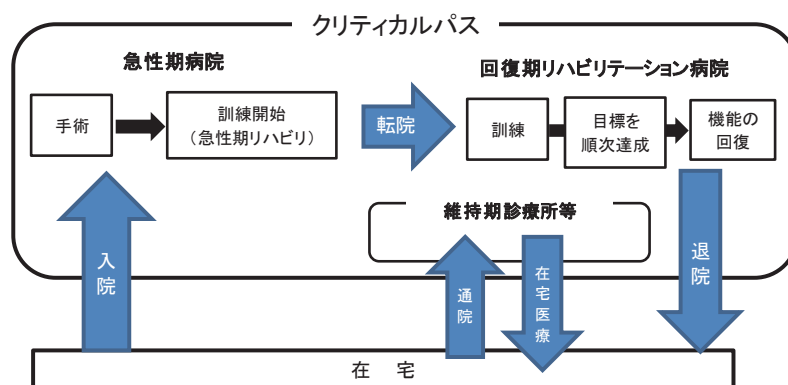 クリティカルパス
急性期病院
回復期リハビリテーション病院
手術
訓練開始
(急性期リハビリ)
転院
訓練
目標を
順次達成
機能の
回復
維持期診療所等
入院
通院
在宅医療
退院
在 宅